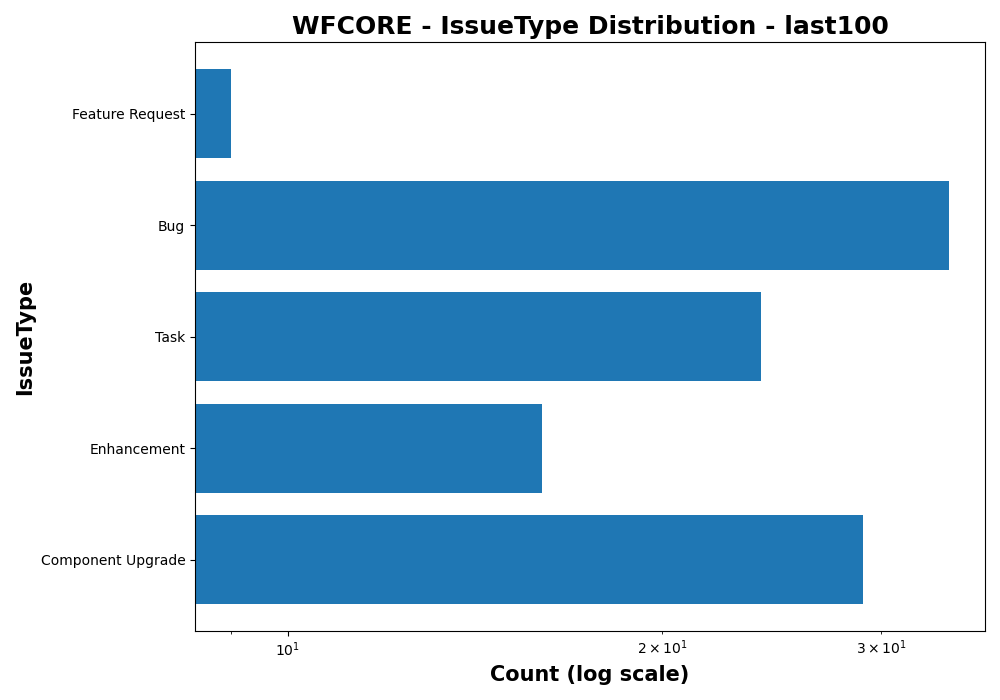 WFCORE - IssueType Distribution - last100
Feature Request
Bug
Task
Enhancement
Component Upgrade
IssueType
10¹
2 × 10¹
3 × 10¹
Count (log scale)